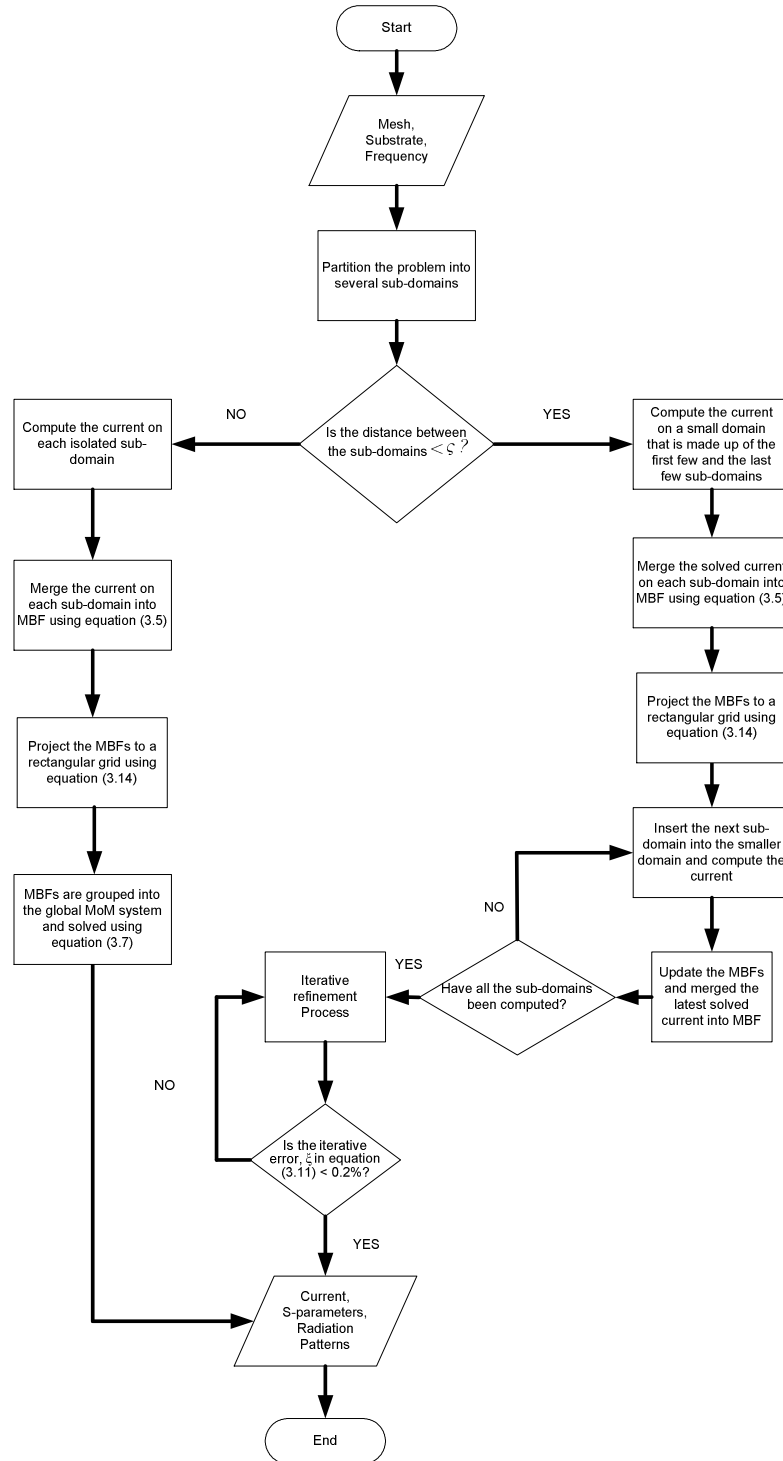 Start
Mesh,
Substrate,
Frequency
Partition the problem into
several sub-domains
Is the distance between
the sub-domains < ς ?
NO
YES
Compute the current on
each isolated sub-
domain
Compute the current
on a small domain
that is made up of the
first few and the last
few sub-domains
Merge the current on
each sub-domain into
MBF using equation (3.5)
Merge the solved current
on each sub-domain into
MBF using equation (3.5)
Project the MBFs to a
rectangular grid using
equation (3.14)
Project the MBFs to a
rectangular grid using
equation (3.14)
Insert the next sub-
domain into the smaller
domain and compute the
current
MBFs are grouped into
the global MoM system
and solved using
equation (3.7)
NO
YES
Have all the sub-domains
been computed?
Update the MBFs
and merged the
latest solved
current into MBF
Iterative
refinement
Process
NO
Is the iterative
error, ξ in equation
(3.11) < 0.2%?
YES
Current,
S-parameters,
Radiation
Patterns
End